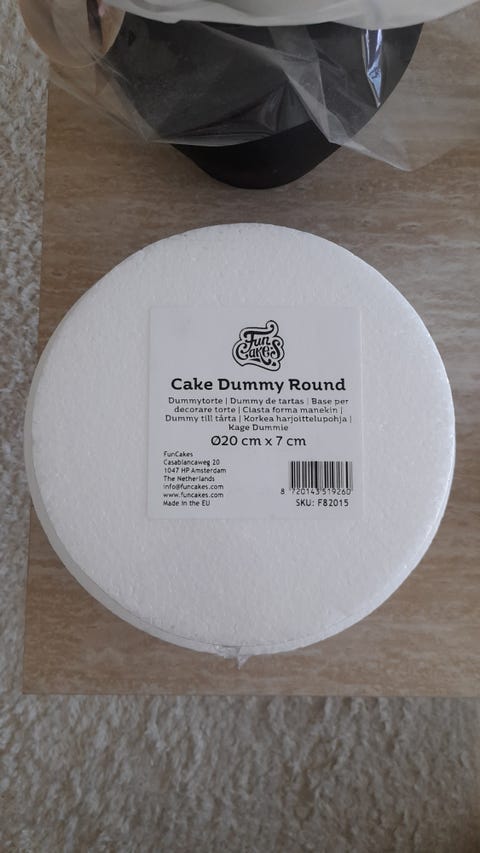 Fun
Cakes
Cake Dummy Round
Dummytorte | Dummy de tartas | Base per
decorare torte | Ciasta forma manekin |
Dummy till tårta | Korkea harjoittelupohja |
Kage Dummie
Ø20 cm x 7 cm
FunCakes
Casablancaweg 20
1047 HP Amsterdam
The Netherlands
info@funcakes.com
www.funcakes.com
Made in the EU
8 720143 519260
SKU: F82015